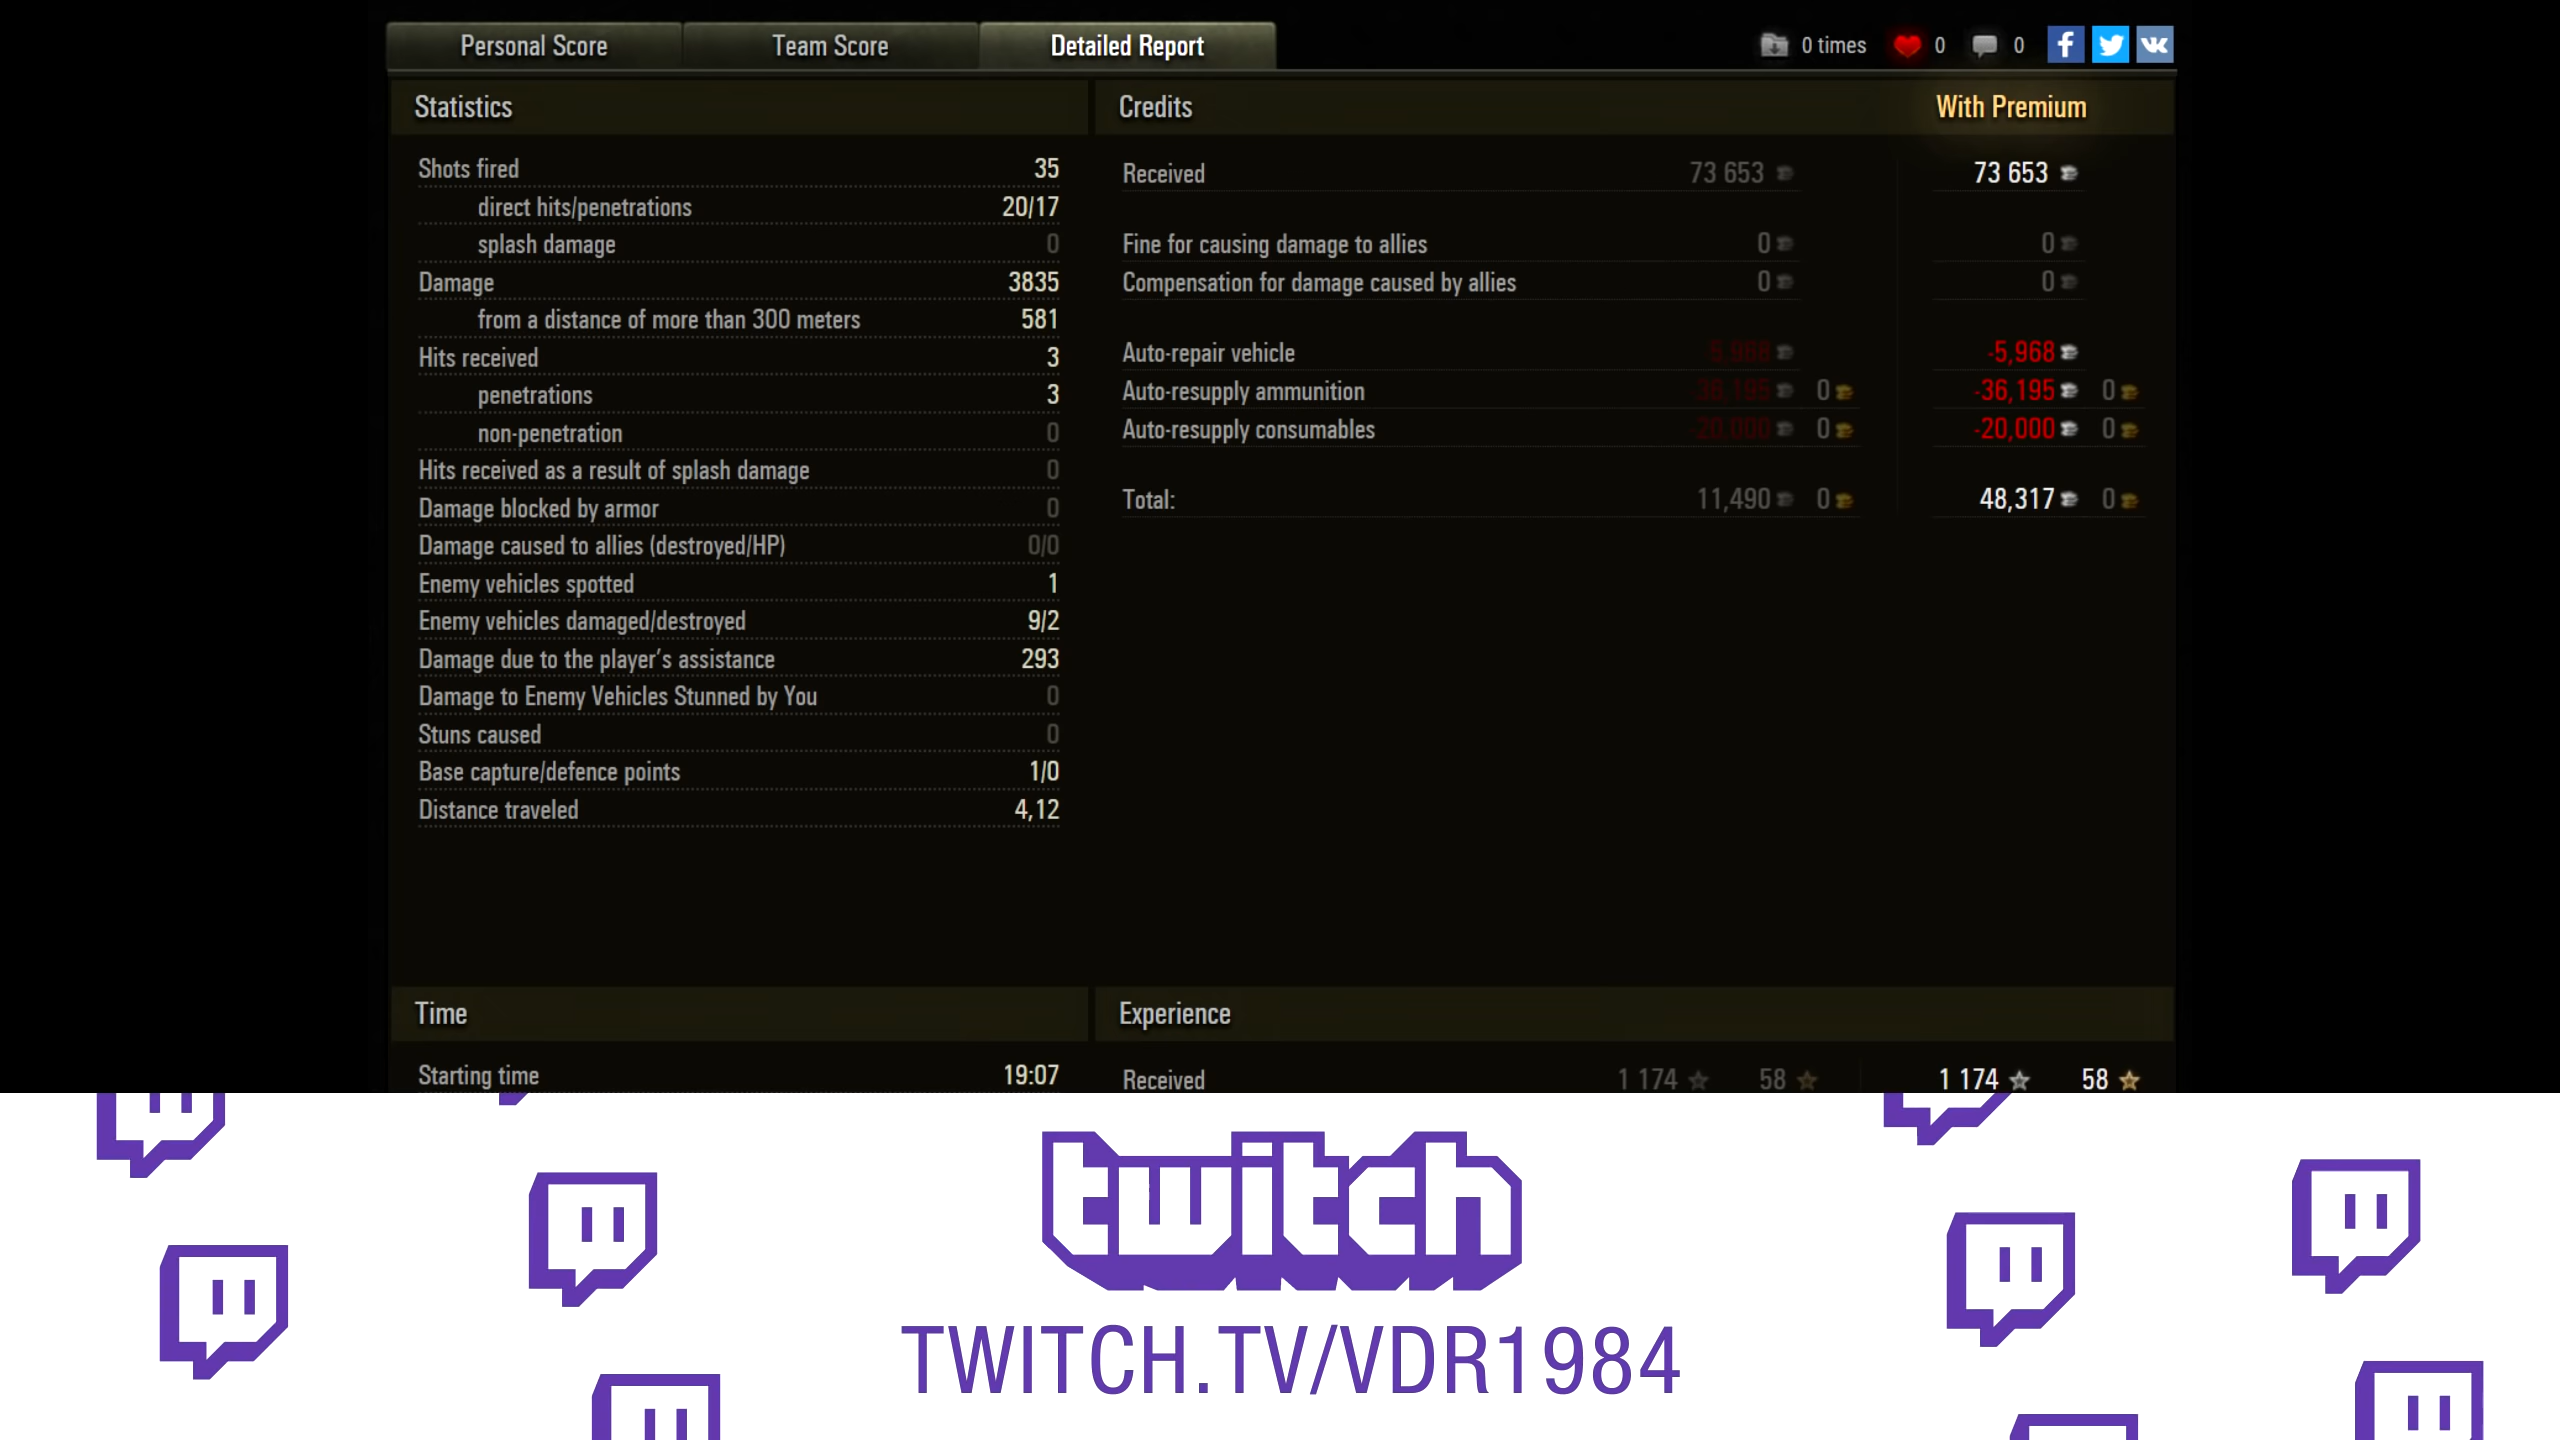 Personal Score Team Score Detailed Report 0 times 0 0
Statistics
Shots fired 35
direct hits/penetrations 20/17
splash damage 0
Damage 3835
from a distance of more than 300 meters 581
Hits received 3
penetrations 3
non-penetration 0
Hits received as a result of splash damage 0
Damage blocked by armor 0
Damage caused to allies (destroyed/HP) 0/0
Enemy vehicles spotted 1
Enemy vehicles damaged/destroyed 9/2
Damage due to the player's assistance 293
Damage to Enemy Vehicles Stunned by You 0
Stuns caused 0
Base capture/defence points 1/0
Distance traveled 4,12
Credits With Premium
Received 73 653 73 653
Fine for causing damage to allies 0 0
Compensation for damage caused by allies 0 0
Auto-repair vehicle -5,968 -5,968
Auto-resupply ammunition -36,195 0 -36,195 0
Auto-resupply consumables -20,000 0 -20,000 0
Total: 11,490 0 48,317 0
Time
Starting time 19:07
Experience
Received 1 174 58 1 174 58
twitch
TWITCH.TV/VDR1984